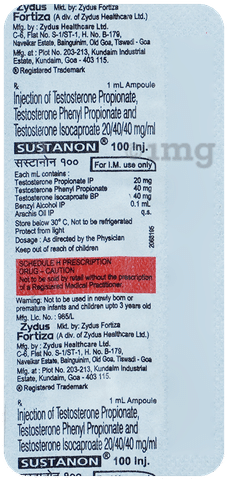 Zydus Mkt. by: Zydus Fortiza
Fortiza (A div. of Zydus Healthcare Ltd.)
Mfg. by : Zydus Healthcare Ltd.
C-6, Flat No. S-1/ST-1, H. No. B-179,
Navelkar Estate, Bainguinim, Old Goa, Tiswadi - Goa
Mfg. at : Plot No. 203-213, Kundaim Industrial
Estate, Kundaim, Goa - 403 115.
® Registered Trademark
℞ 1 mL Ampoule
Injection of Testosterone Propionate,
Testosterone Phenyl Propionate and
Testosterone Isocaproate 20/40/40 mg/ml
SUSTANON® 100 Inj.
सस्टानोन १०० For I.M. use only
Each mL contains :
Testosterone Propionate IP 20 mg
Testosterone Phenyl Propionate 40 mg
Testosterone Isocaproate BP 40 mg
Benzyl Alcohol IP 0.1 mL
Arachis Oil IP q.s.
Store below 30° C. Not to be refrigerated
Protect from light
Dosage : As directed by the Physician
Keep out of reach of children
SCHEDULE H PRESCRIPTION
DRUG - CAUTION
Not to be sold by retail without the prescription
of a Registered Medical Practitioner.
Warning: Not to be used in newly born or
premature infants and children upto 3 years old
Mfg. Lic. No. : 965/L
Zydus Mkt. by: Zydus Fortiza
Fortiza (A div. of Zydus Healthcare Ltd.)
Mfg. by : Zydus Healthcare Ltd.
C-6, Flat No. S-1/ST-1, H. No. B-179,
Navelkar Estate, Bainguinim, Old Goa, Tiswadi - Goa
Mfg. at : Plot No. 203-213, Kundaim Industrial
Estate, Kundaim, Goa - 403 115.
® Registered Trademark
℞ 1 mL Ampoule
Injection of Testosterone Propionate,
Testosterone Phenyl Propionate and
Testosterone Isocaproate 20/40/40 mg/ml
SUSTANON® 100 Inj.